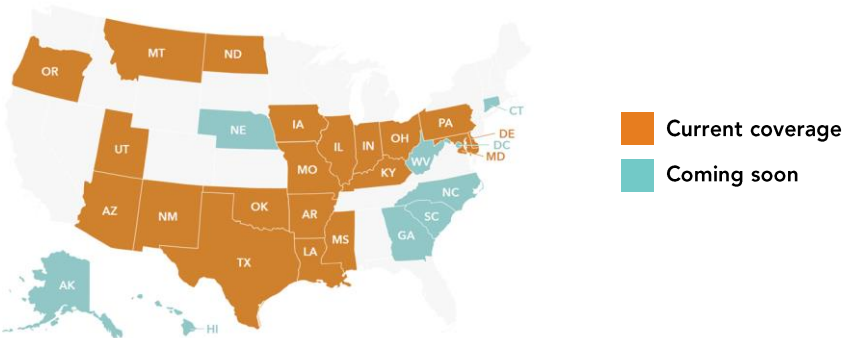 MT
ND
OR
CT
IA
PA
NE
DE
OH
IL
IN
DC
UT
MD
WV
MO
KY
NC
OK
AZ
NM
AR
SC
GA
MS
LA
TX
AK
HI
Current coverage
Coming soon